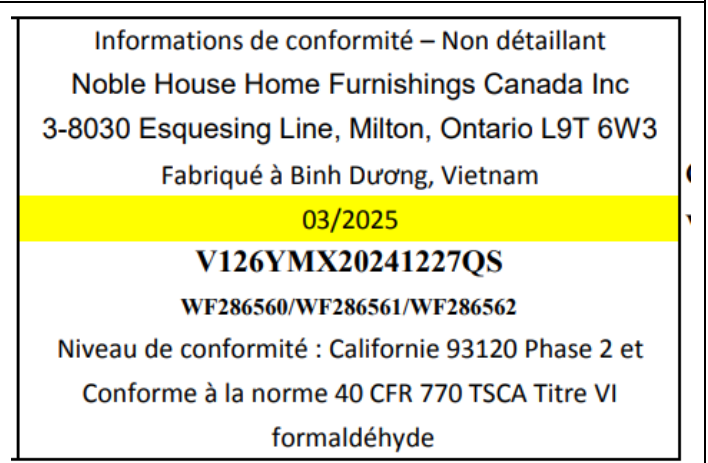 Informations de conformité – Non détaillant
Noble House Home Furnishings Canada Inc
3-8030 Esquesing Line, Milton, Ontario L9T 6W3
Fabriqué à Binh Dương, Vietnam
03/2025
V126YMX20241227QS
WF286560/WF286561/WF286562
Niveau de conformité : Californie 93120 Phase 2 et
Conforme à la norme 40 CFR 770 TSCA Titre VI
formaldéhyde